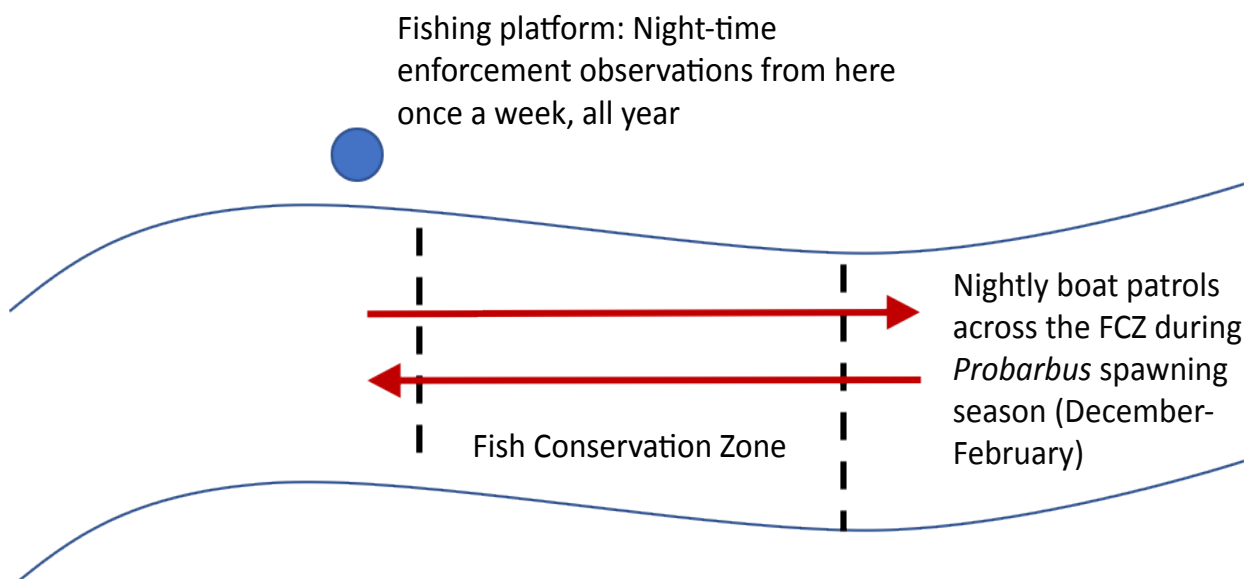 Fishing platform: Night-time
enforcement observations from here
once a week, all year
Nightly boat patrols
across the FCZ during
Probarbus spawning
season (December-
February)
Fish Conservation Zone